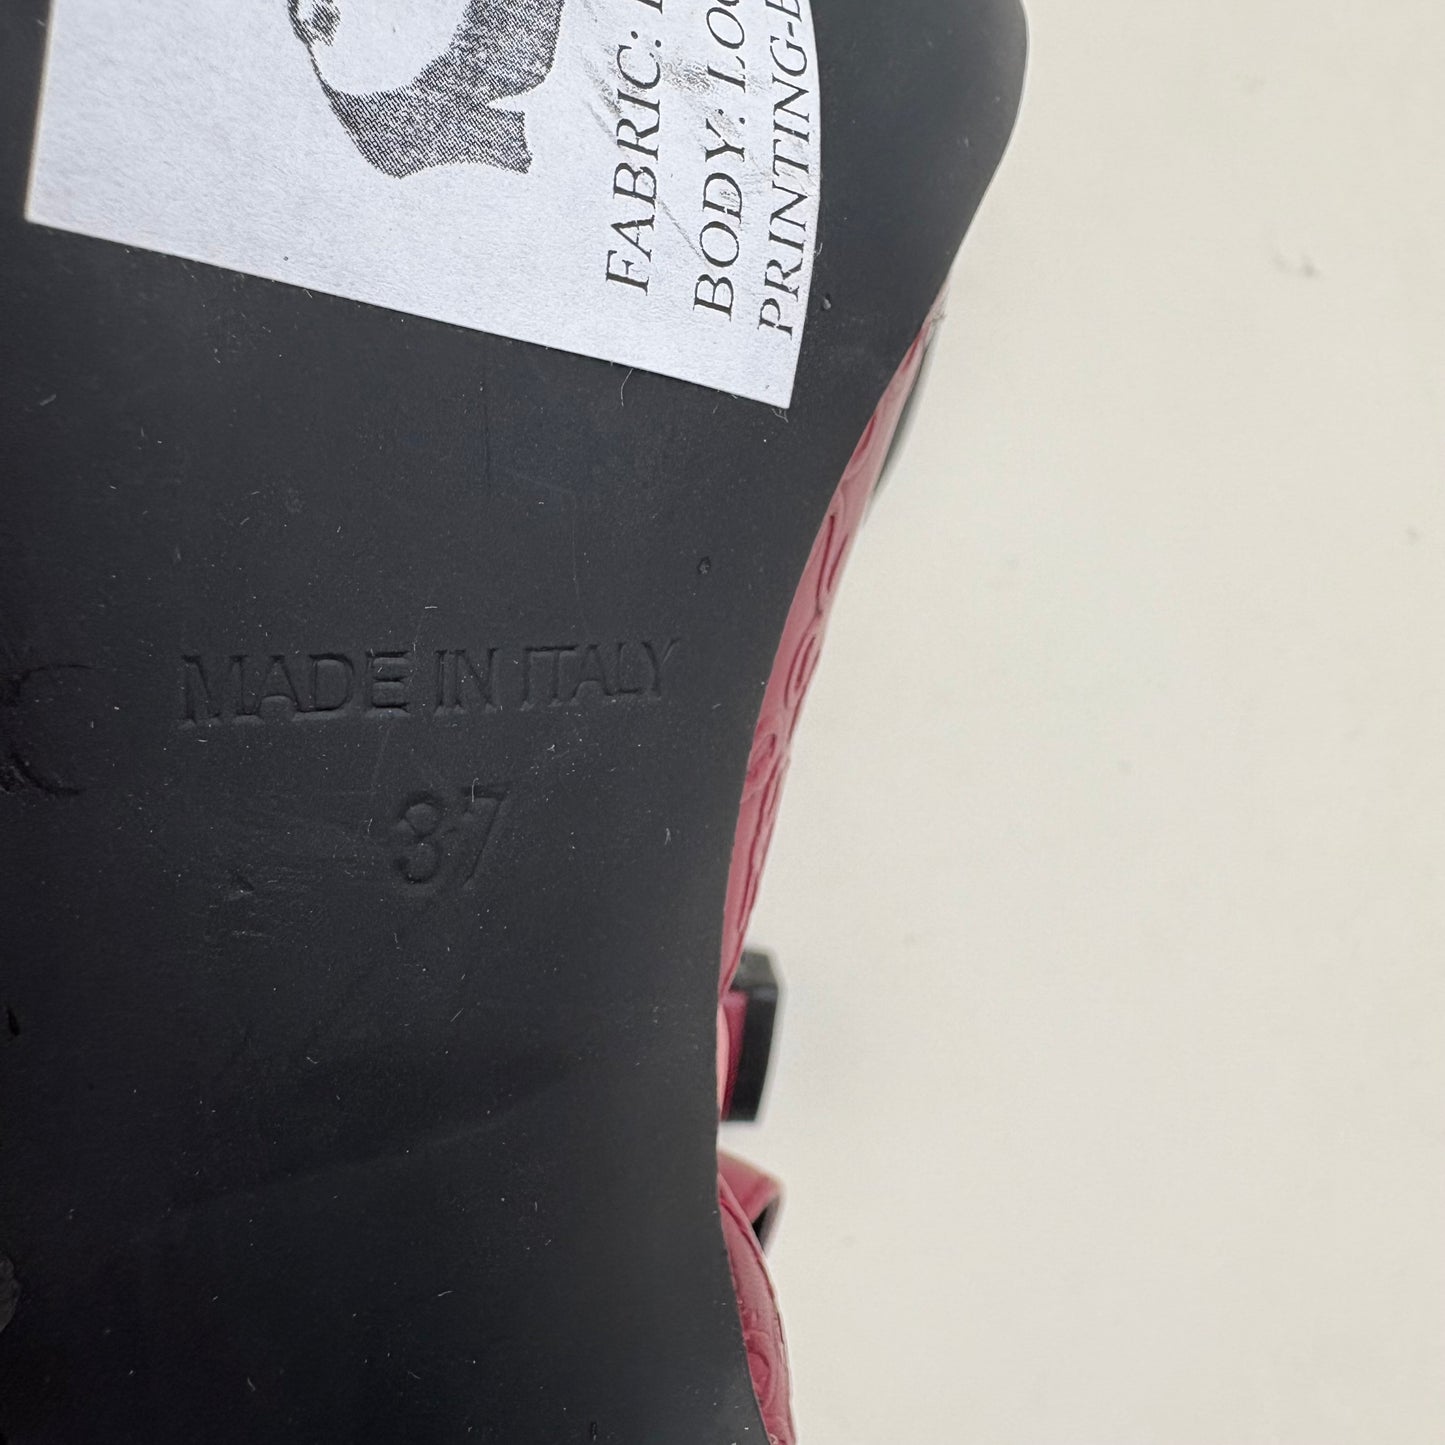 FABRIC:
BODY:
PRINTING-
MADE IN ITALY
37